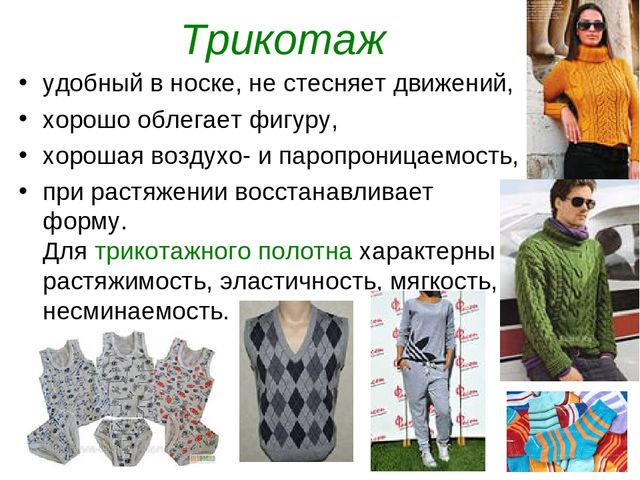 Трикотаж
• удобный в носке, не стесняет движений,
• хорошо облегает фигуру,
• хорошая воздухо- и паропроницаемость,
• при растяжении восстанавливает
форму.
Для трикотажного полотна характерны
растяжимость, эластичность, мягкость,
несминаемость.